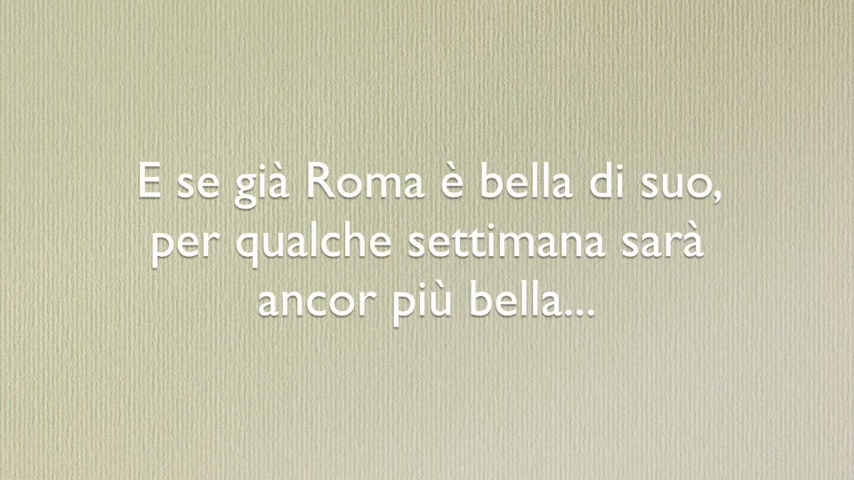 E se già Roma è bella di suo,
per qualche settimana sarà
ancor più bella...